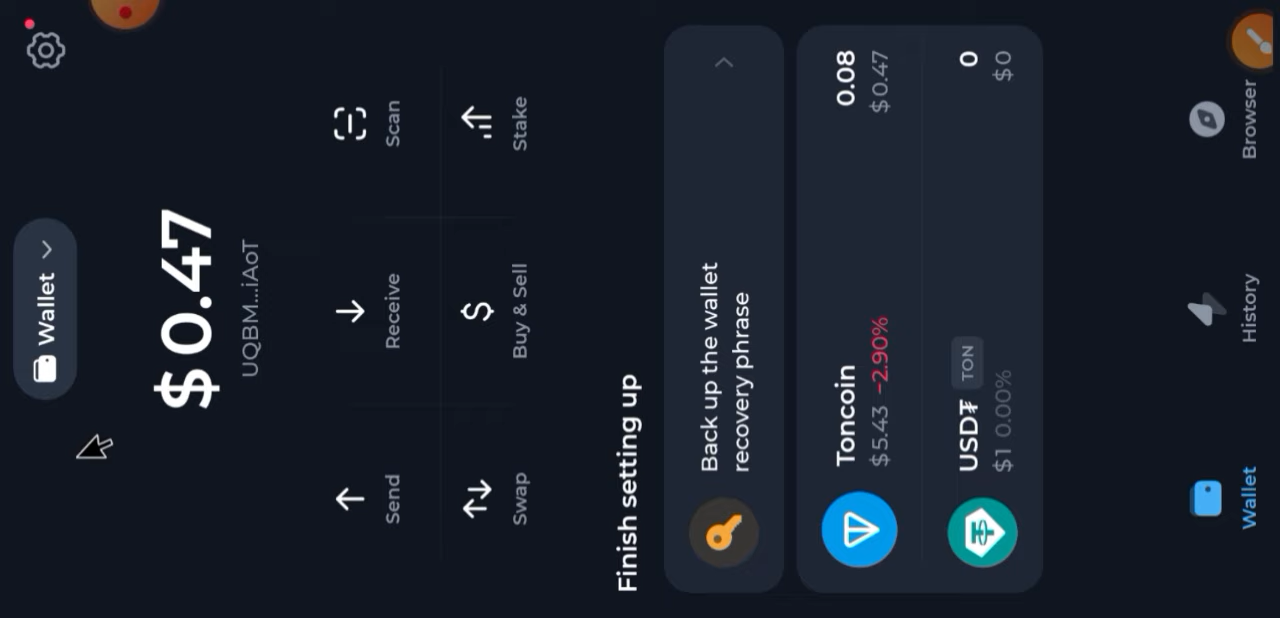 Wallet
$ 0.47
UQBM...iAoT
Send
Receive
Scan
Swap
Buy & Sell
Stake
Finish setting up
Back up the wallet
recovery phrase
Toncoin
0.08
$ 5.43 −2.90%
$ 0.47
USD₮ TON
0
$1 0.00%
$ 0
Wallet
History
Browser